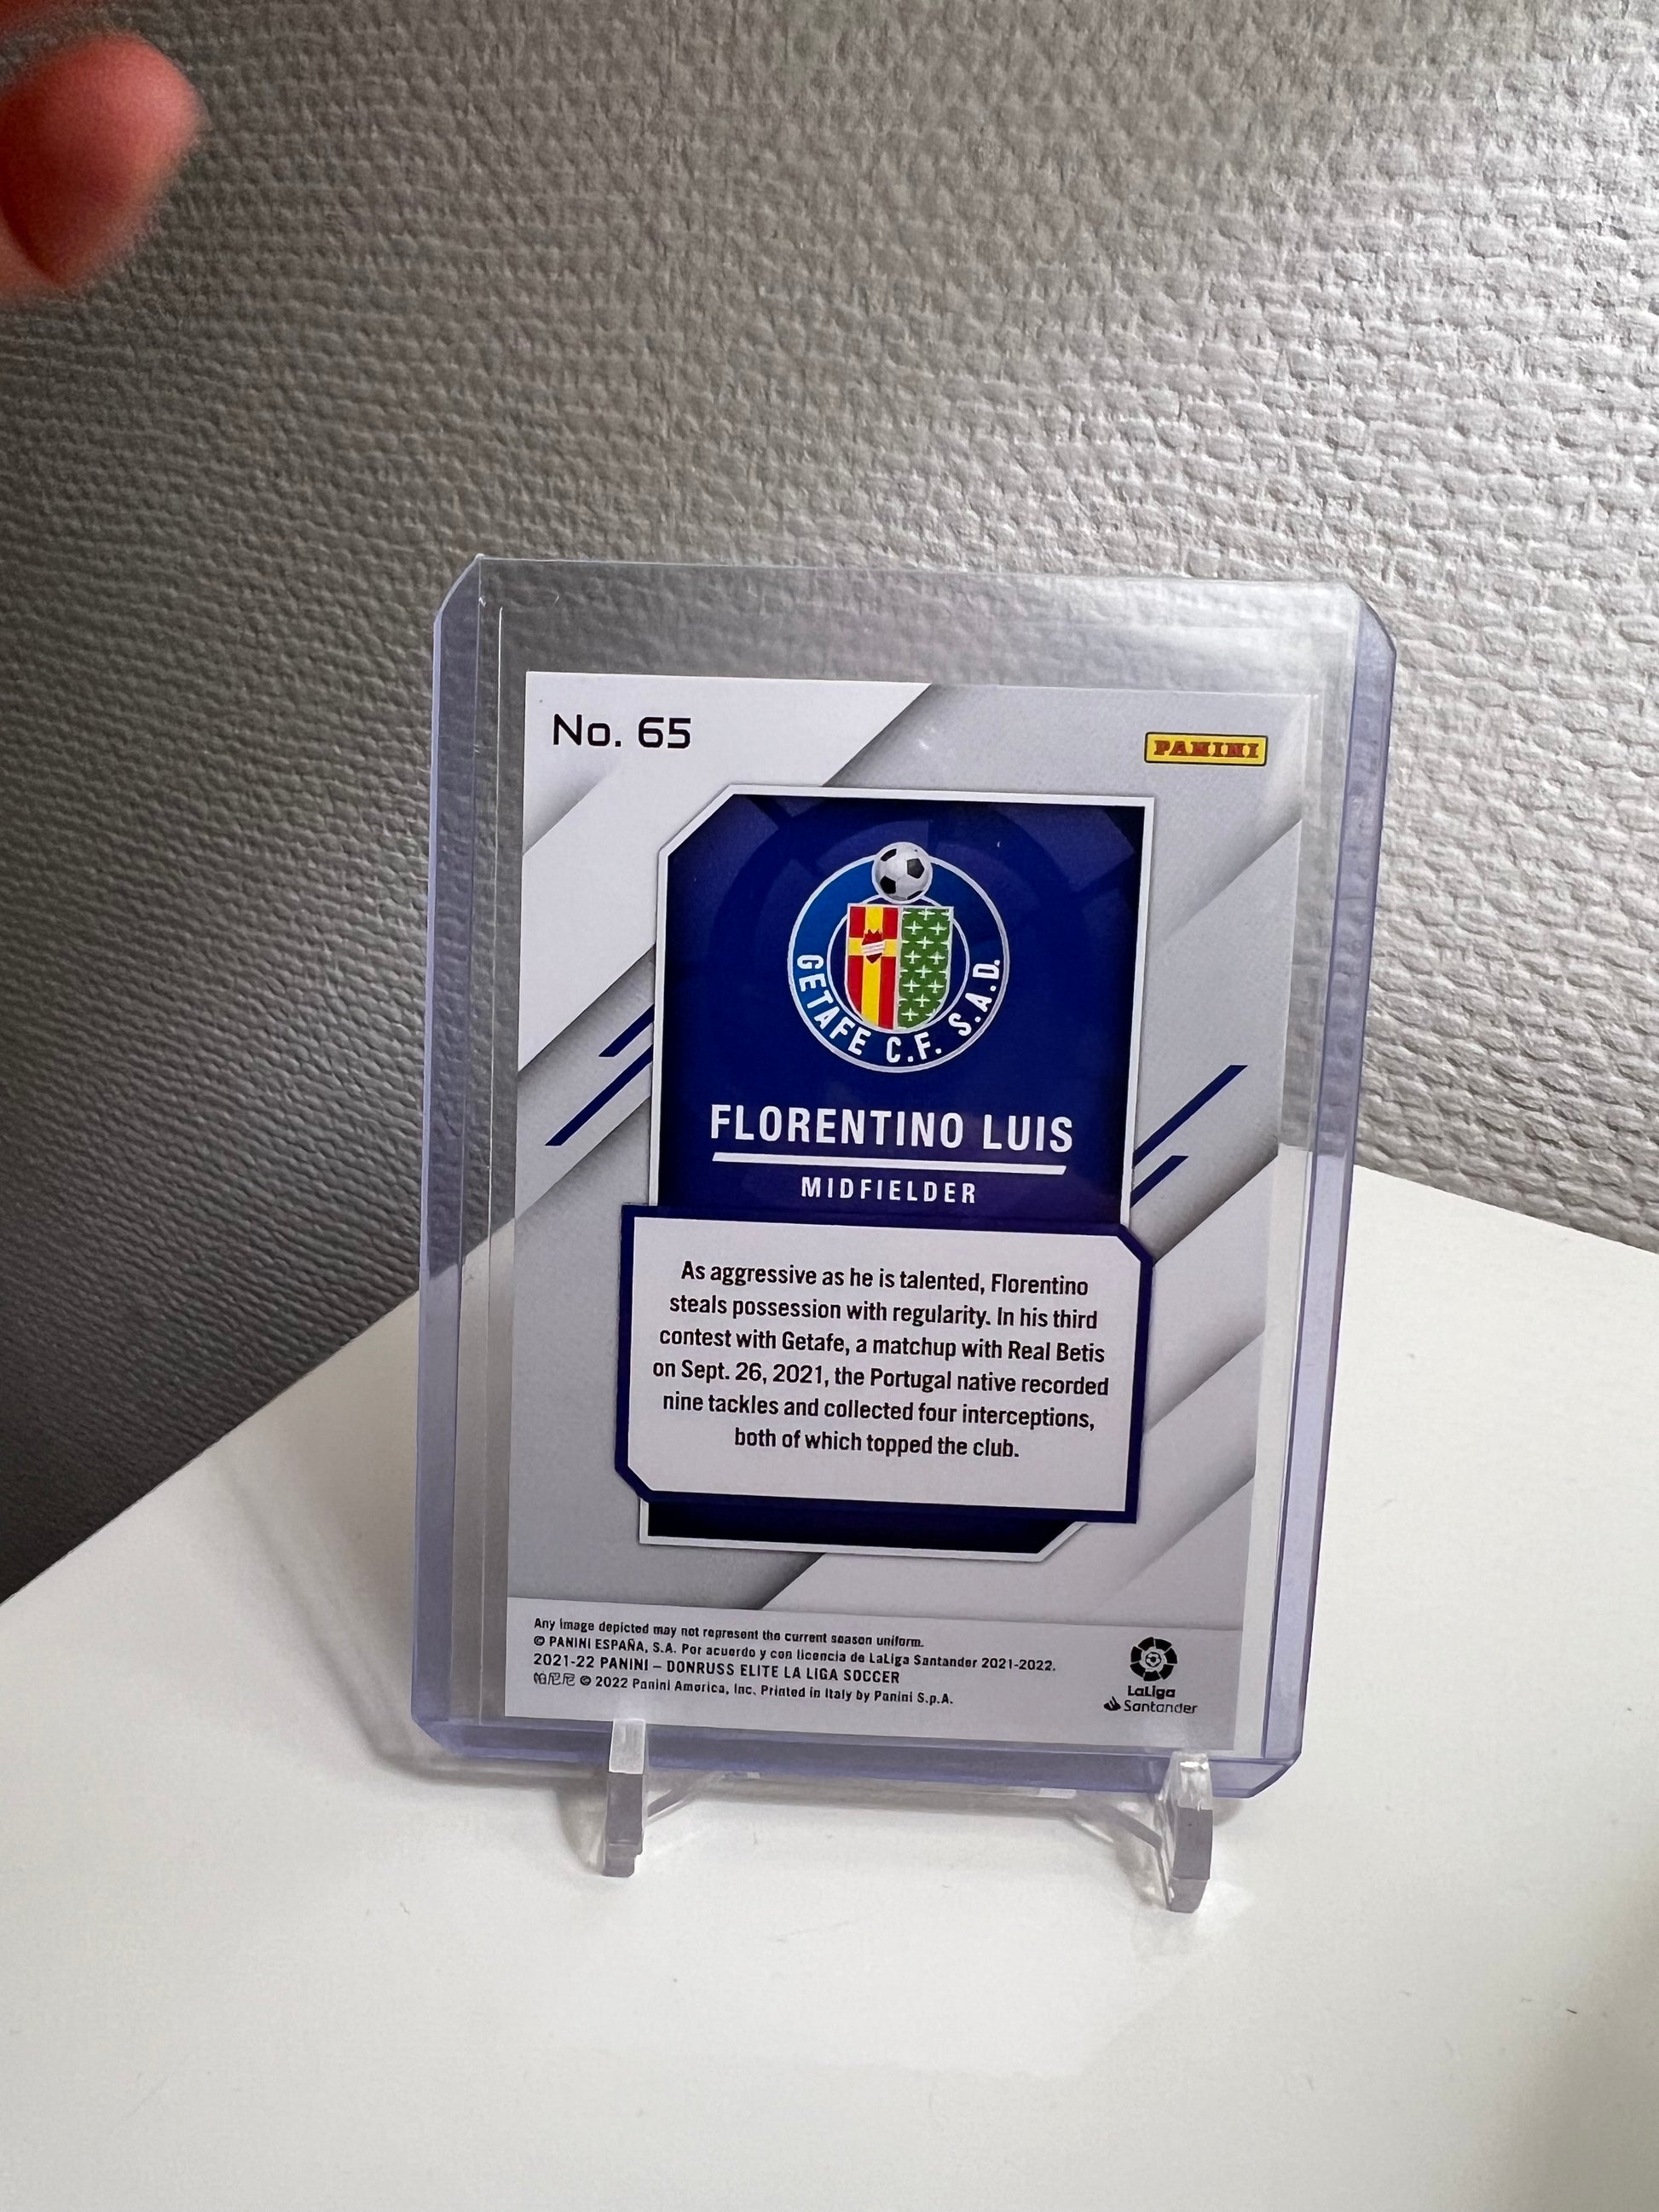 No. 65
PANINI
GETAFE C.F. S.A.D.
FLORENTINO LUIS
MIDFIELDER
As aggressive as he is talented, Florentino
steals possession with regularity. In his third
contest with Getafe, a matchup with Real Betis
on Sept. 26, 2021, the Portugal native recorded
nine tackles and collected four interceptions,
both of which topped the club.
Any image depicted may not represent the current season uniform.
© PANINI ESPAÑA, S.A. Por acuerdo y con licencia de LaLiga Santander 2021-2022.
2021-22 PANINI – DONRUSS ELITE LA LIGA SOCCER
帕尼尼 © 2022 Panini America, Inc. Printed in Italy by Panini S.p.A.
LaLiga
Santander